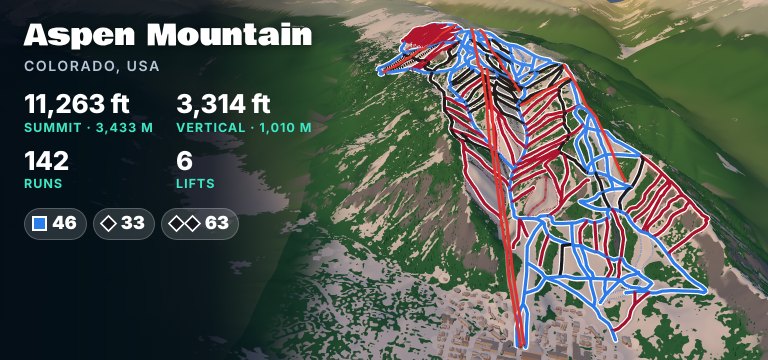 Aspen Mountain
COLORADO, USA
11,263 ft
SUMMIT · 3,433 M
3,314 ft
VERTICAL · 1,010 M
142
RUNS
6
LIFTS
46
33
63